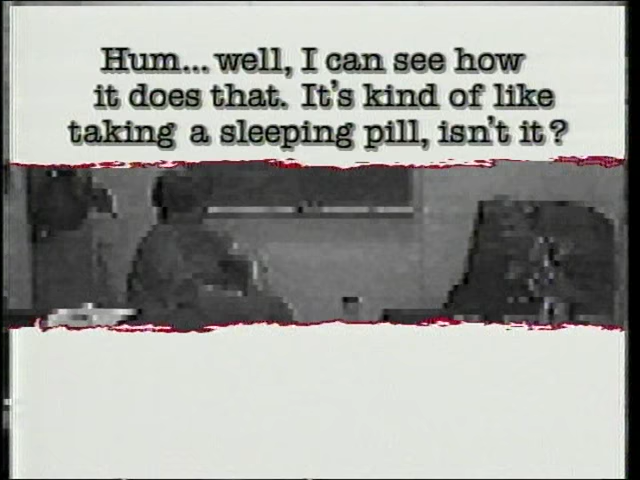 Hum... well, I can see how
it does that. It's kind of like
taking a sleeping pill, isn't it?